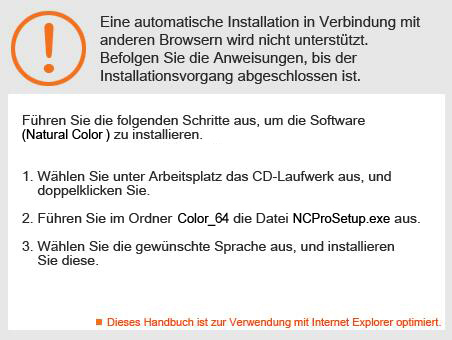 Eine automatische Installation in Verbindung mit
anderen Browsern wird nicht unterstützt.
Befolgen Sie die Anweisungen, bis der
Installationsvorgang abgeschlossen ist.
Führen Sie die folgenden Schritte aus, um die Software
(Natural Color ) zu installieren.
1. Wählen Sie unter Arbeitsplatz das CD-Laufwerk aus, und
doppelklicken Sie.
2. Führen Sie im Ordner Color_64 die Datei NCProSetup.exe aus.
3. Wählen Sie die gewünschte Sprache aus, und installieren
Sie diese.
Dieses Handbuch ist zur Verwendung mit Internet Explorer optimiert.